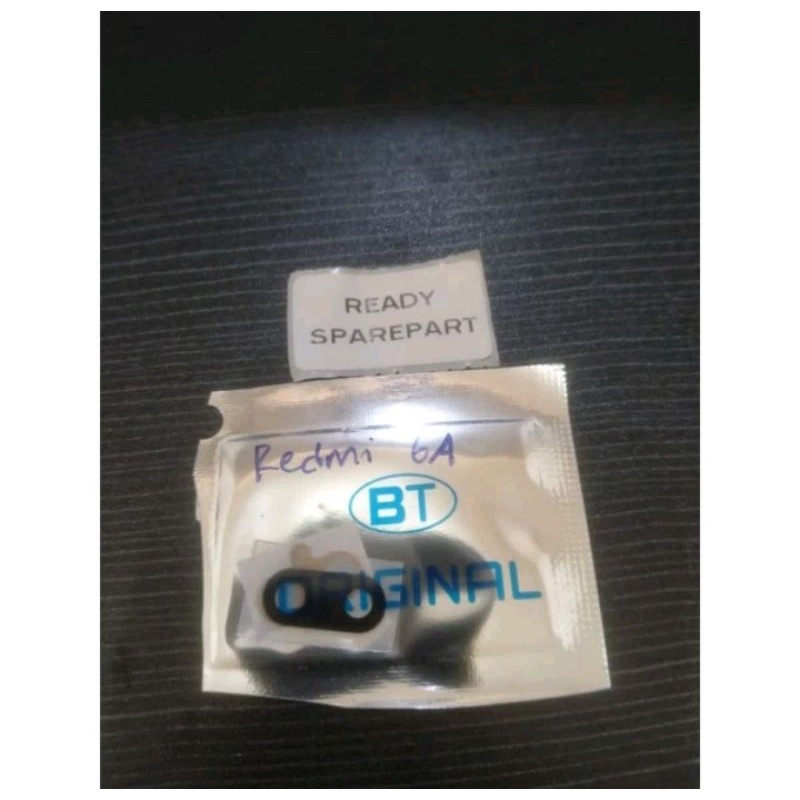 READY
SPAREPART
Redmi 6A
BT
ORIGINAL